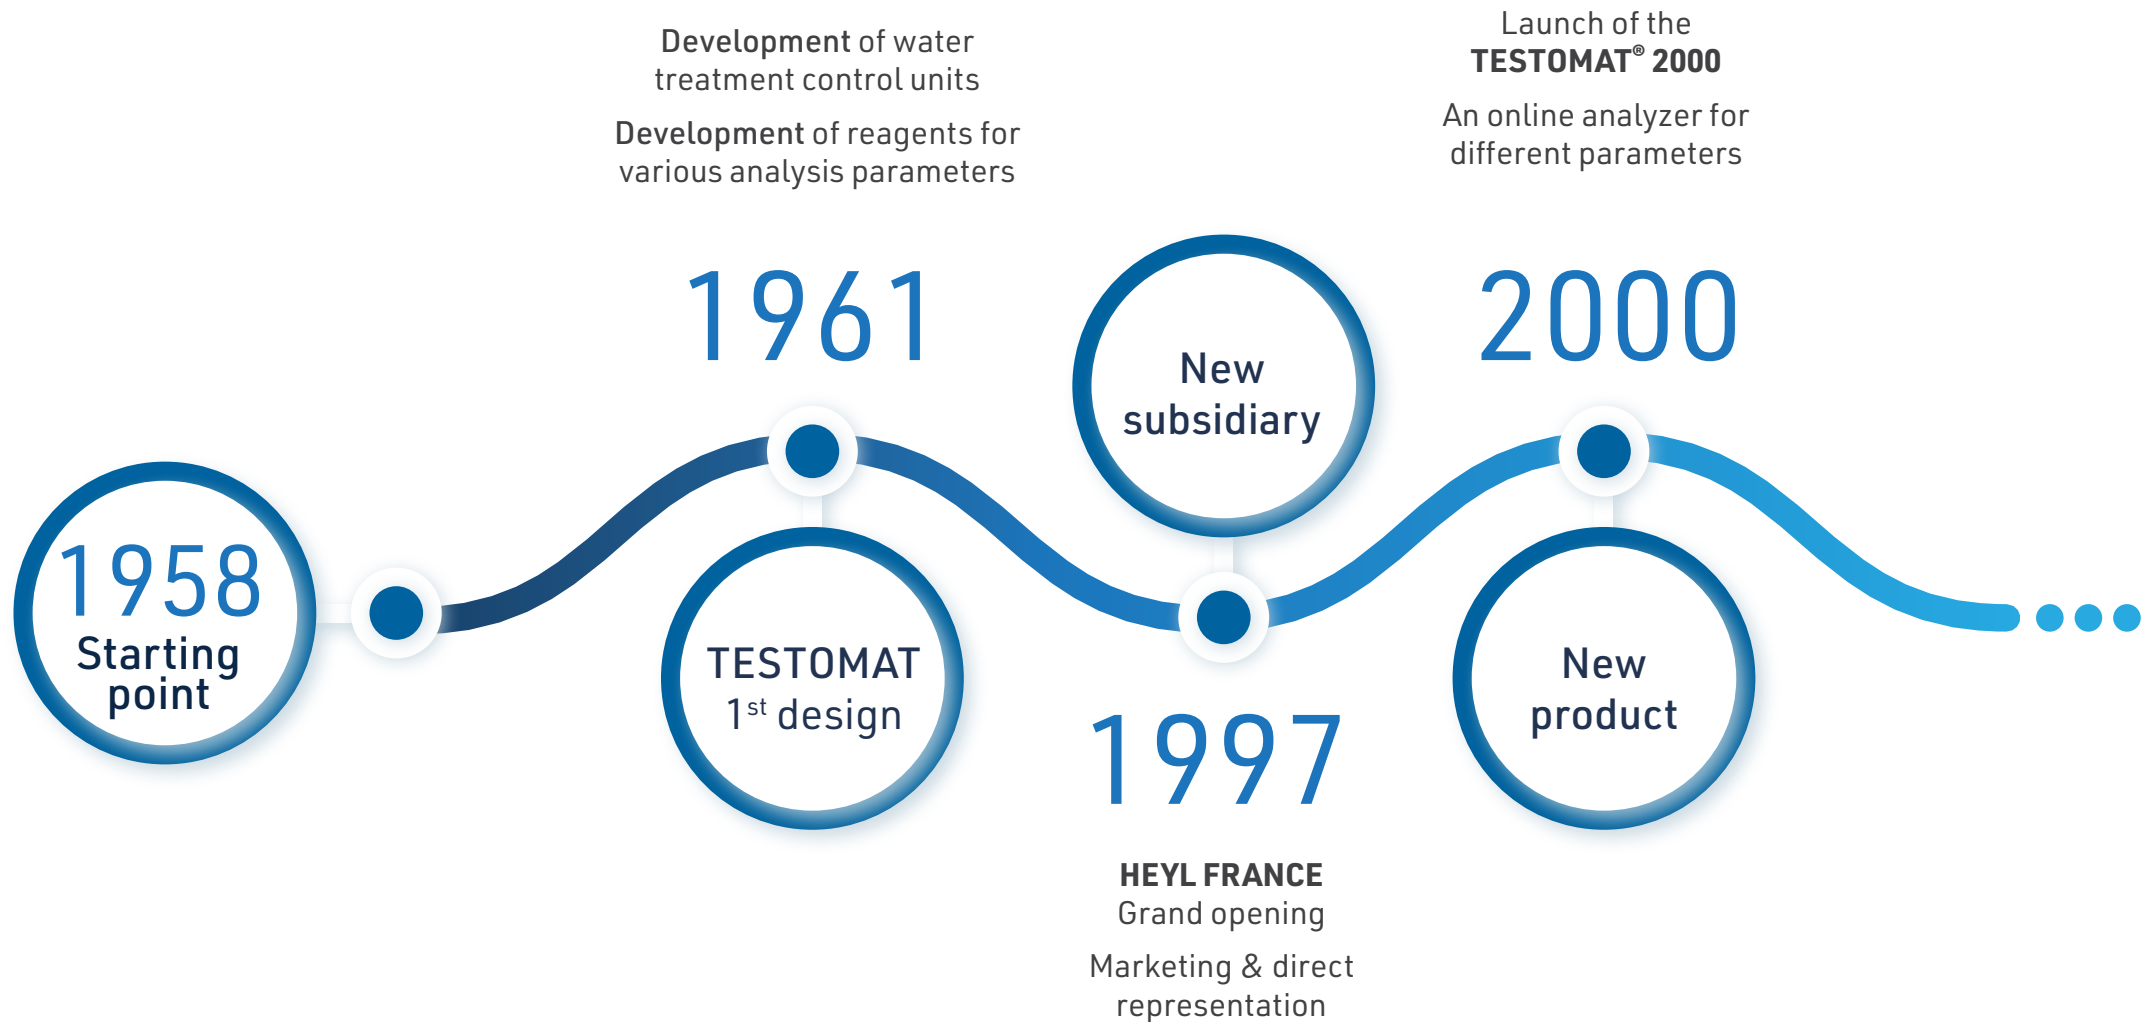 1958
Starting
point
Development of water
treatment control units
Development of reagents for
various analysis parameters
1961
TESTOMAT
1st design
New
subsidiary
1997
HEYL FRANCE
Grand opening
Marketing & direct
representation
Launch of the
TESTOMAT® 2000
An online analyzer for
different parameters
2000
New
product